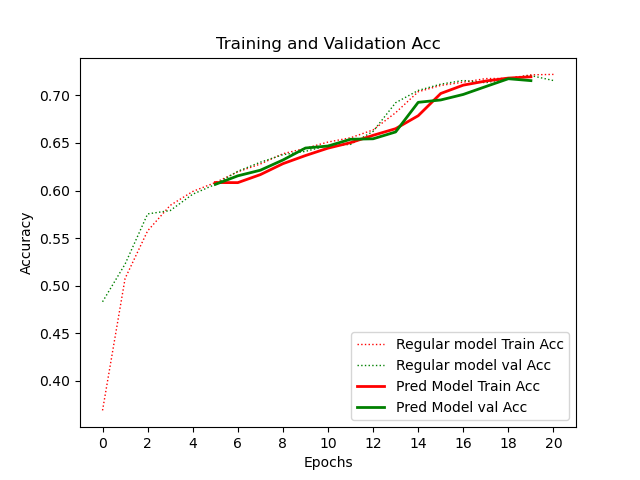 Training and Validation Acc
Accuracy
0.70
0.65
0.60
0.55
0.50
0.45
0.40
Regular model Train Acc
Regular model val Acc
Pred Model Train Acc
Pred Model val Acc
0 2 4 6 8 10 12 14 16 18 20
Epochs